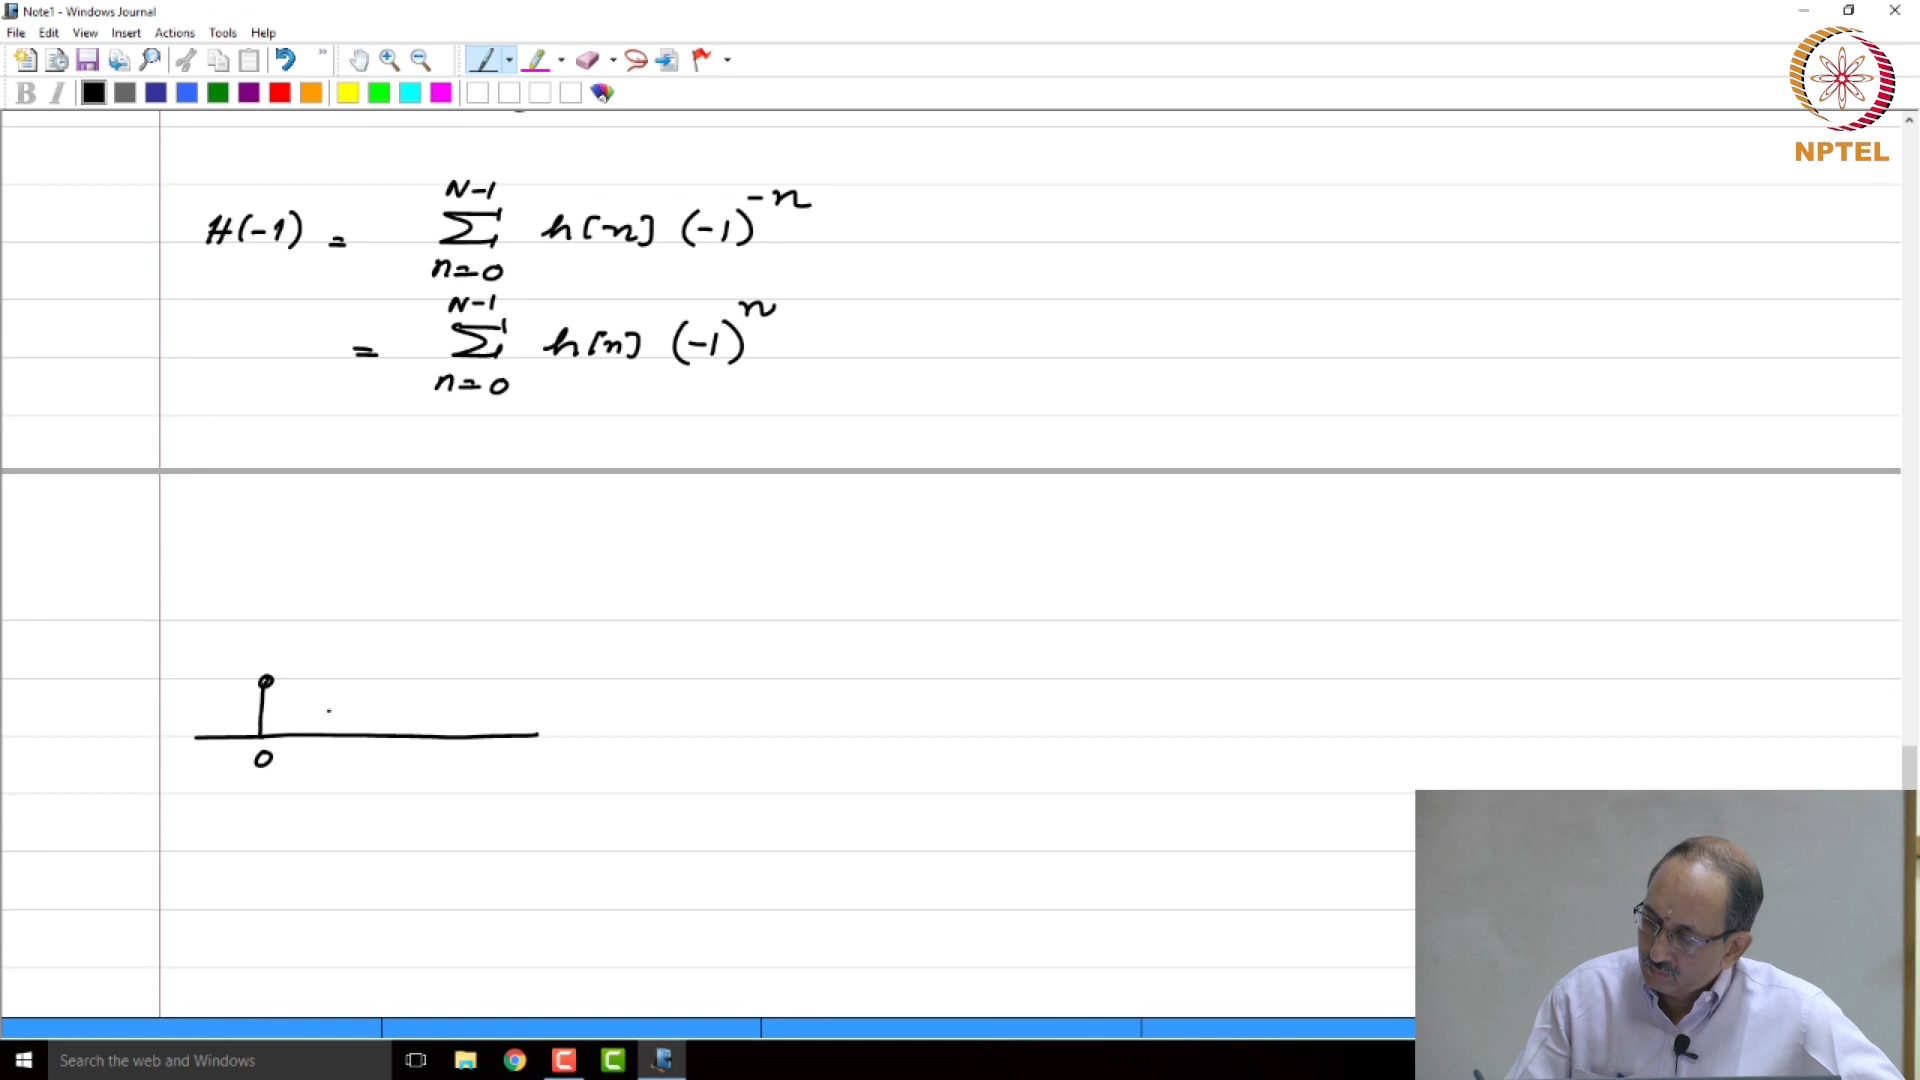 Note1 - Windows Journal
File Edit View Insert Actions Tools Help
B I
NPTEL
N-1
H(-1) = Σ h[n] (-1)^-n
n=0
N-1
= Σ h[n] (-1)^n
n=0
0
Search the web and Windows